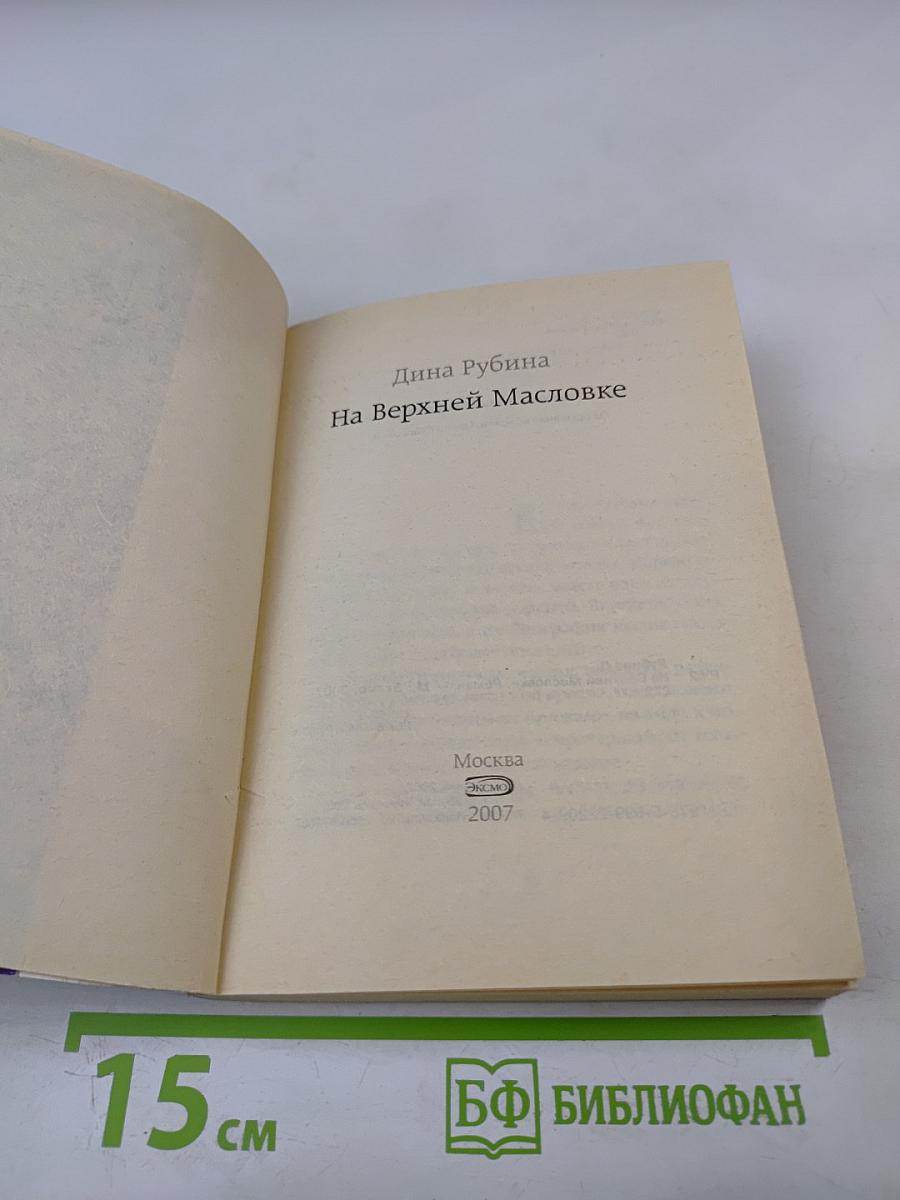 Дина Рубина
На Верхней Масловке
Москва
ЭКСМО
2007
15 см
БФ БИБЛИОФАН